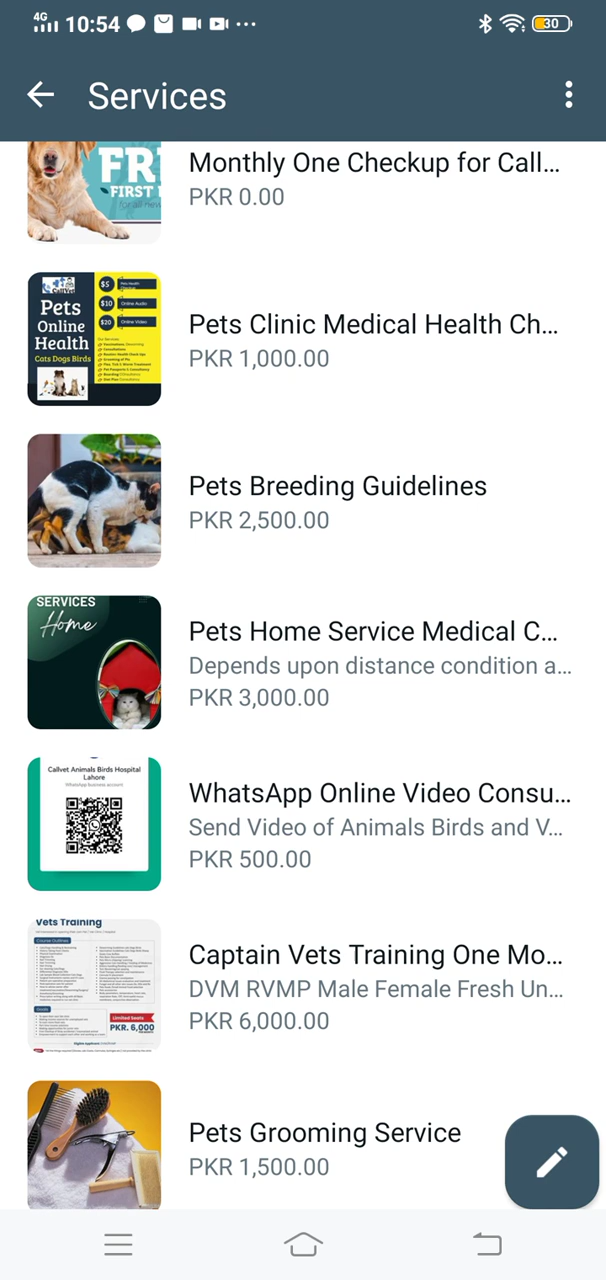 4G 10:54 30
Services
FR
FIRST
for all new
Monthly One Checkup for Call...
PKR 0.00
Pets
Online
Health
Cats Dogs Birds
$5
$10 Online Audio
$20 Online Video
Pets Clinic Medical Health Ch...
PKR 1,000.00
Pets Breeding Guidelines
PKR 2,500.00
SERVICES
Home
Pets Home Service Medical C...
Depends upon distance condition a...
PKR 3,000.00
Callvet Animals Birds Hospital
Lahore
WhatsApp business account
WhatsApp Online Video Consu...
Send Video of Animals Birds and V...
PKR 500.00
Vets Training
Course Outlines
Limited Seats
PKR. 6,000
Captain Vets Training One Mo...
DVM RVMP Male Female Fresh Un...
PKR 6,000.00
Pets Grooming Service
PKR 1,500.00